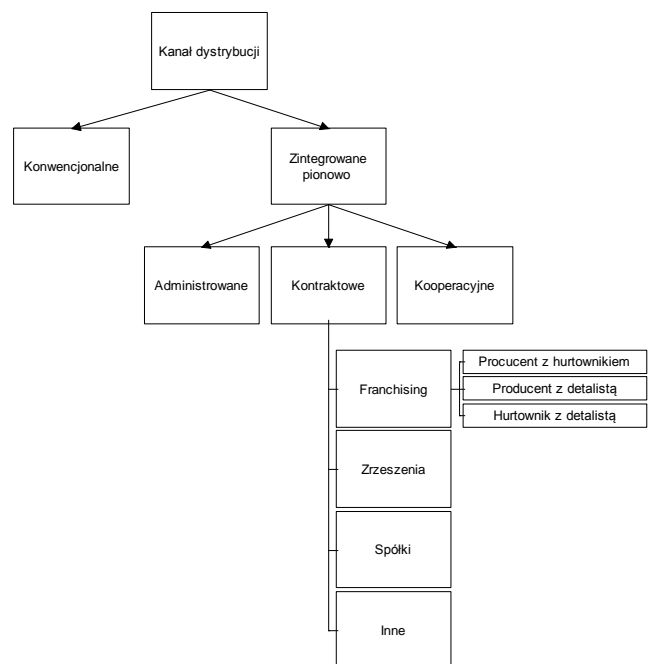 Kanał dystrybucji
Konwencjonalne
Zintegrowane
pionowo
Administrowane
Kontraktowe
Kooperacyjne
Franchising
Procucent z hurtownikiem
Producent z detalistą
Hurtownik z detalistą
Zrzeszenia
Spółki
Inne